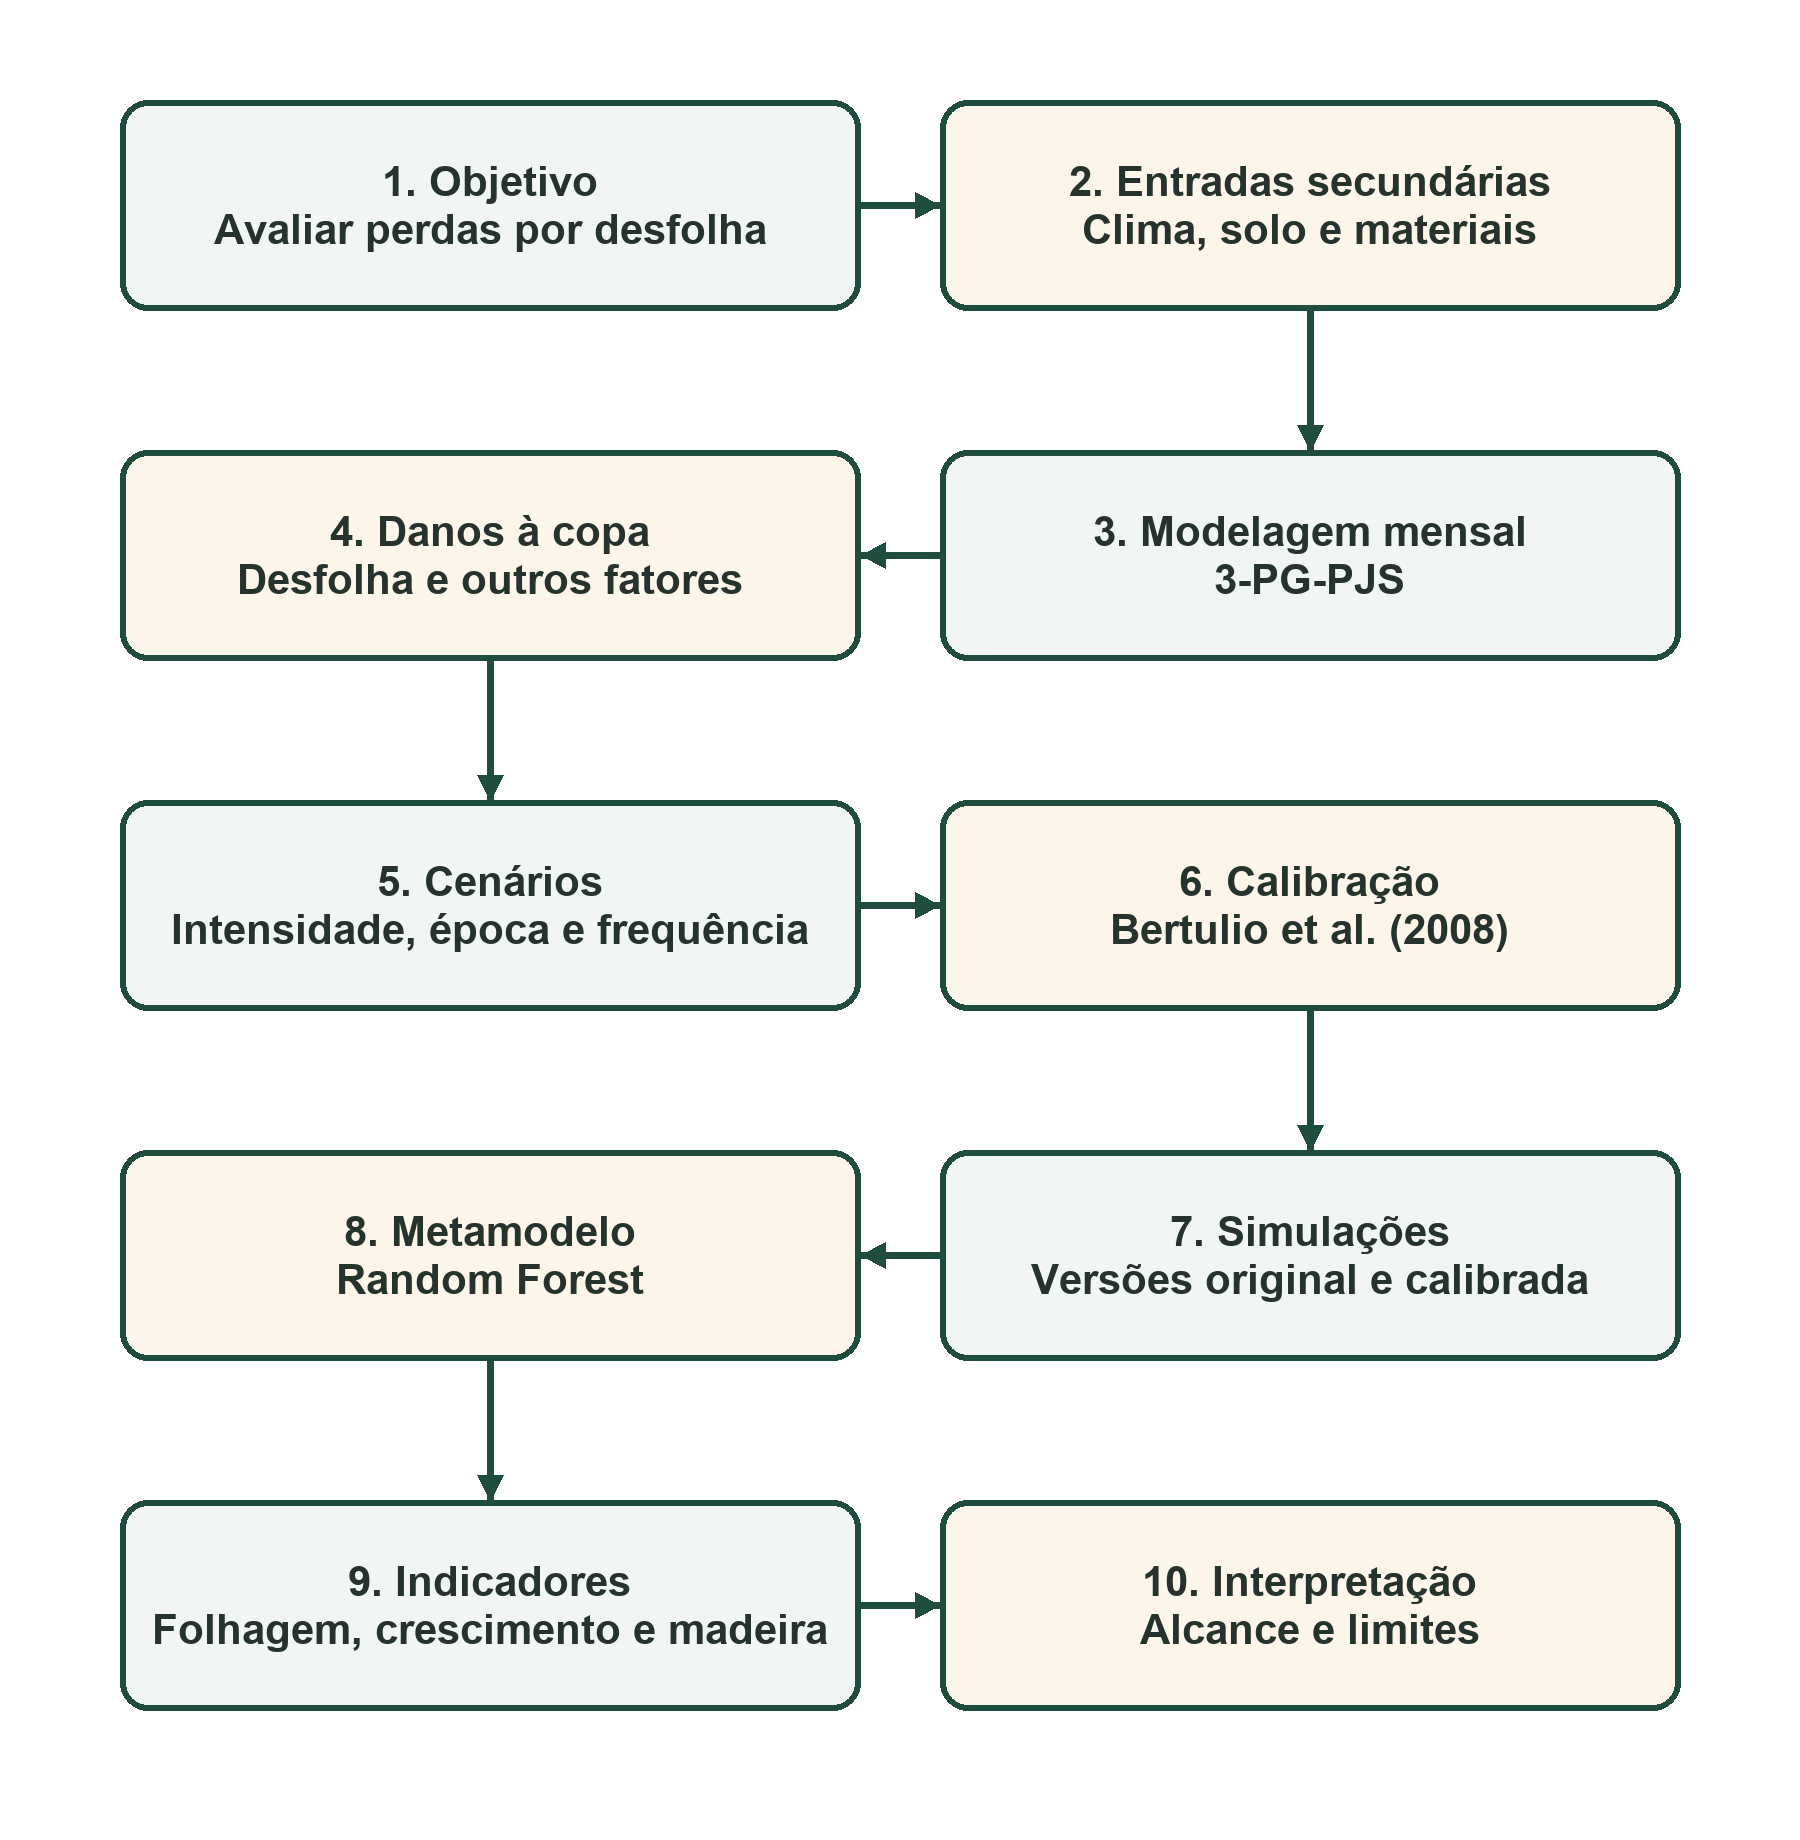 1. Objetivo
Avaliar perdas por desfolha
2. Entradas secundárias
Clima, solo e materiais
3. Modelagem mensal
3-PG-PJS
4. Danos à copa
Desfolha e outros fatores
5. Cenários
Intensidade, época e frequência
6. Calibração
Bertulio et al. (2008)
7. Simulações
Versões original e calibrada
8. Metamodelo
Random Forest
9. Indicadores
Folhagem, crescimento e madeira
10. Interpretação
Alcance e limites